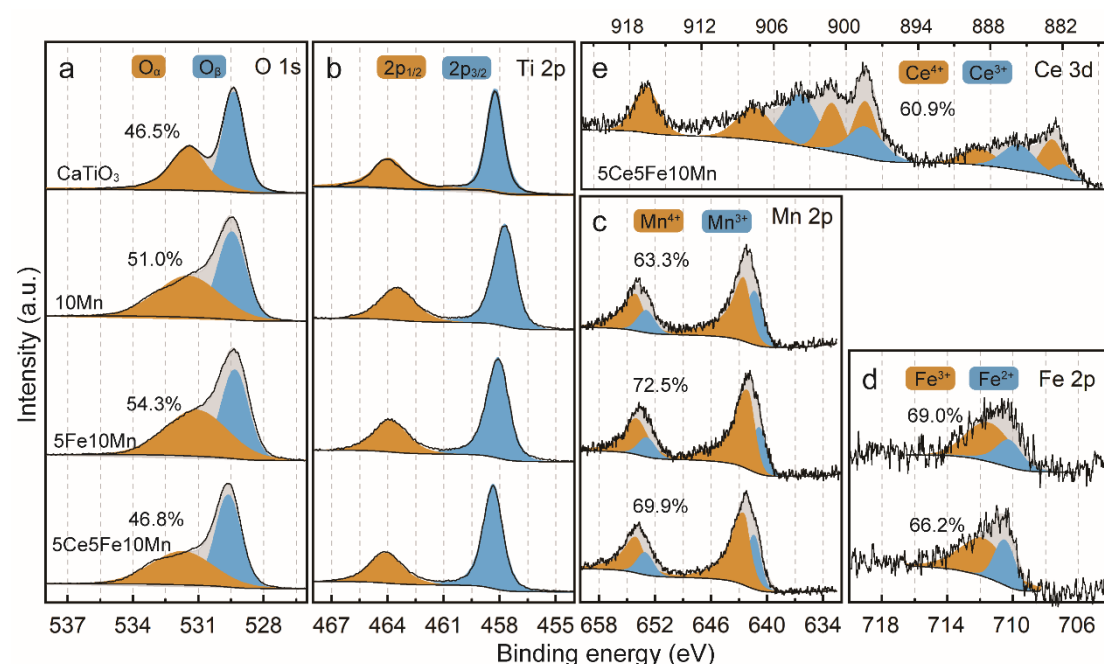 918 912 906 900 894 888 882
a Oα Oβ O 1s
46.5%
CaTiO₃
51.0%
10Mn
54.3%
5Fe10Mn
46.8%
5Ce5Fe10Mn
537 534 531 528
b 2p₁/₂ 2p₃/₂ Ti 2p
467 464 461 458 455
e Ce⁴⁺ Ce³⁺ Ce 3d
60.9%
5Ce5Fe10Mn
c Mn⁴⁺ Mn³⁺ Mn 2p
63.3%
72.5%
69.9%
658 652 646 640 634
d Fe³⁺ Fe²⁺ Fe 2p
69.0%
66.2%
718 714 710 706
Intensity (a.u.)
Binding energy (eV)